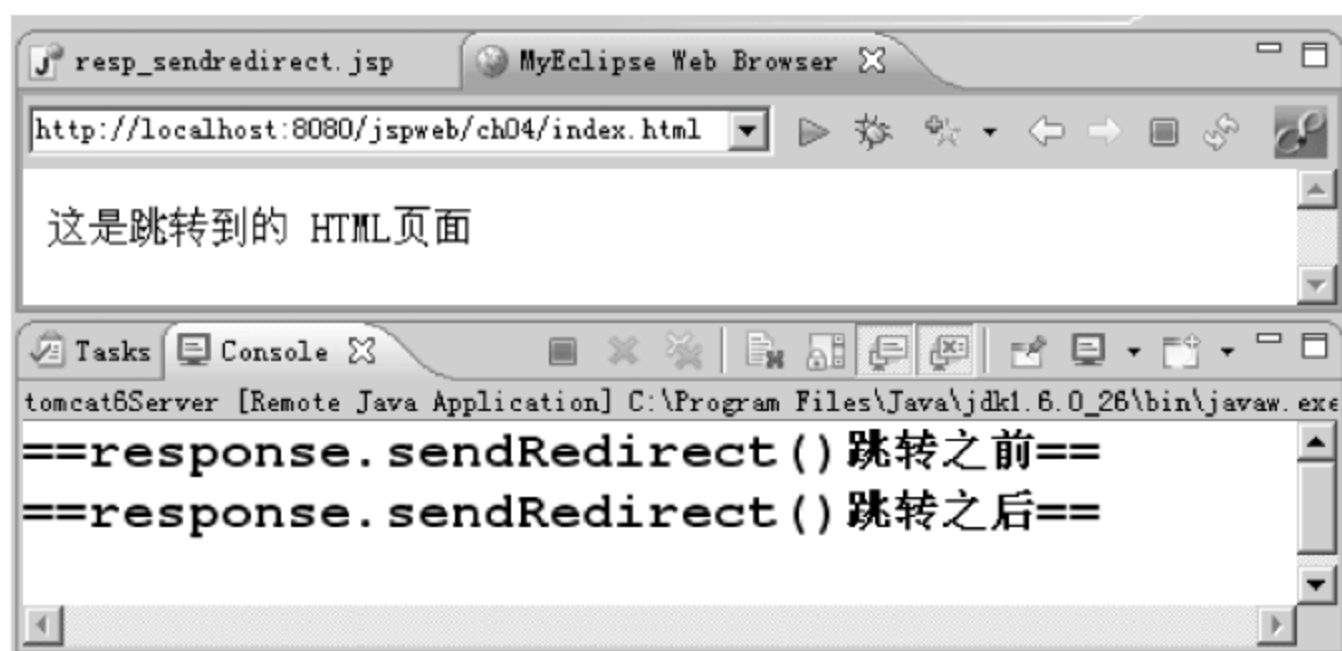 resp_sendredirect.jsp MyEclipse Web Browser
http://localhost:8080/jspweb/ch04/index.html
这是跳转到的 HTML页面
Tasks Console
tomcat6Server [Remote Java Application] C:\Program Files\Java\jdk1.6.0_26\bin\javaw.exe
==response.sendRedirect()跳转之前==
==response.sendRedirect()跳转之后==